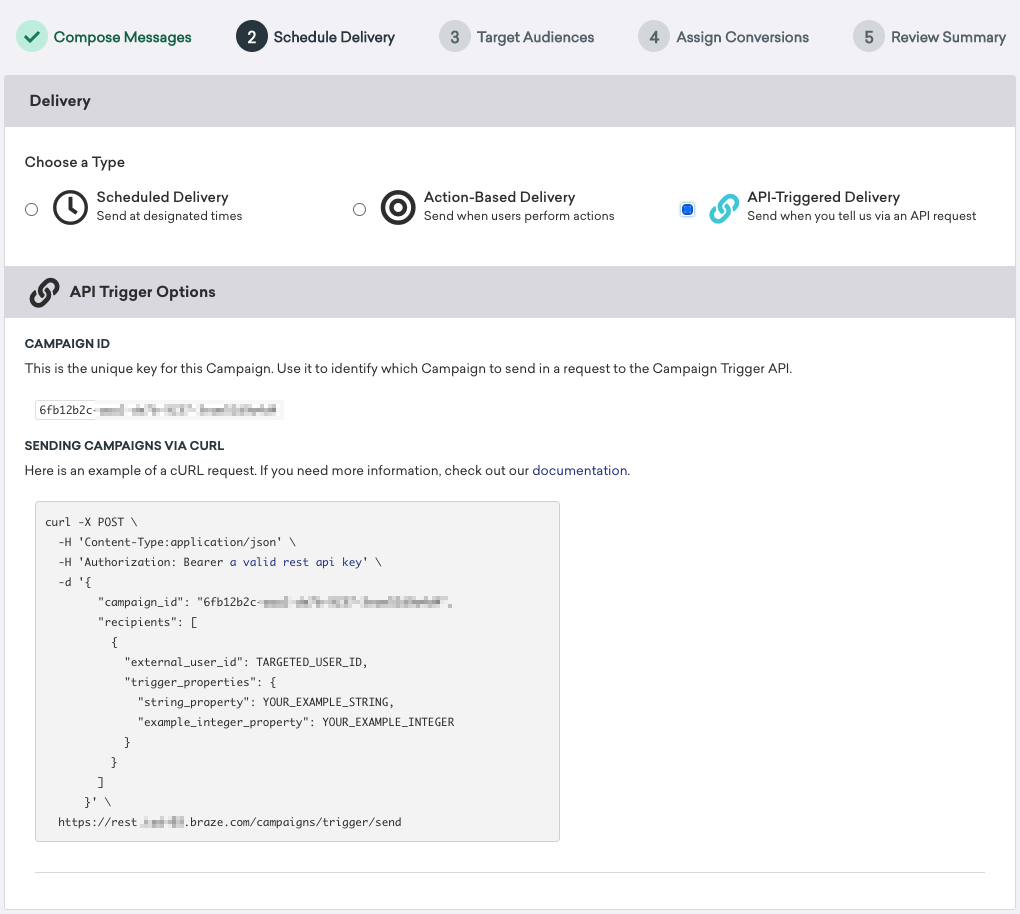 Compose Messages
2 Schedule Delivery
3 Target Audiences
4 Assign Conversions
5 Review Summary
Delivery
Choose a Type
Scheduled Delivery
Send at designated times
Action-Based Delivery
Send when users perform actions
API-Triggered Delivery
Send when you tell us via an API request
API Trigger Options
CAMPAIGN ID
This is the unique key for this Campaign. Use it to identify which Campaign to send in a request to the Campaign Trigger API.
6fb12b2c-
SENDING CAMPAIGNS VIA CURL
Here is an example of a cURL request. If you need more information, check out our documentation.
curl -X POST \
-H 'Content-Type:application/json' \
-H 'Authorization: Bearer a valid rest api key' \
-d '{
"campaign_id": "6fb12b2c-
"recipients": [
{
"external_user_id": TARGETED_USER_ID,
"trigger_properties": {
"string_property": YOUR_EXAMPLE_STRING,
"example_integer_property": YOUR_EXAMPLE_INTEGER
}
}
]
}' \
https://rest. .braze.com/campaigns/trigger/send